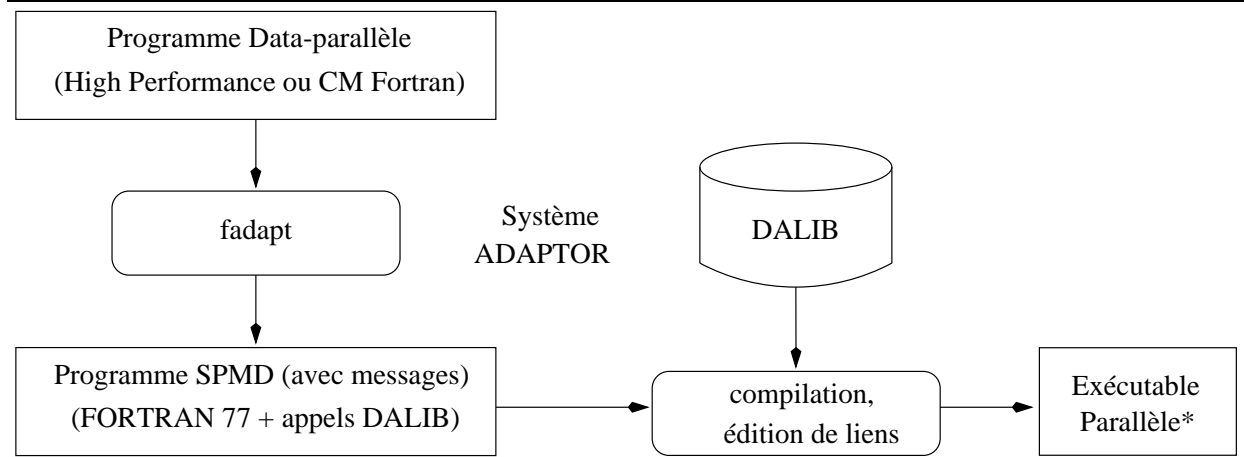 Programme Data-parallèle
(High Performance ou CM Fortran)
fadapt
Système
ADAPTOR
DALIB
Programme SPMD (avec messages)
(FORTRAN 77 + appels DALIB)
compilation,
édition de liens
Exécutable
Parallèle*